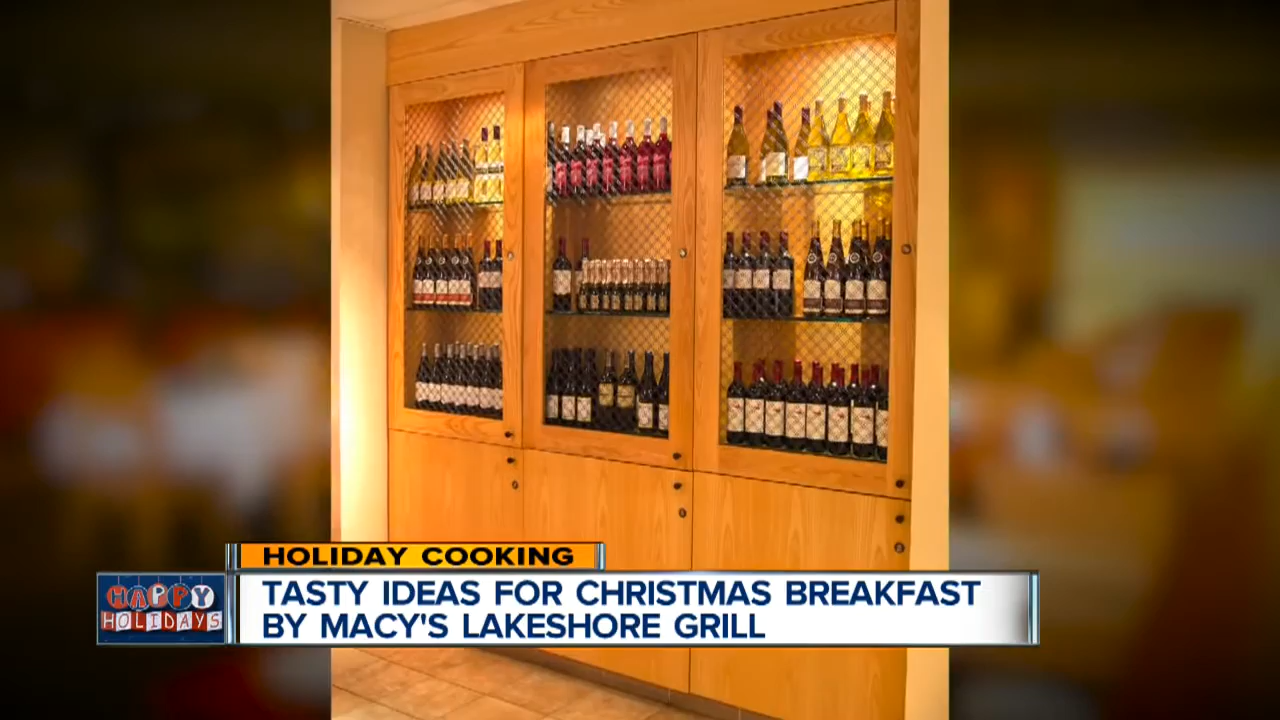 HOLIDAY COOKING
HAPPY
HOLIDAYS
TASTY IDEAS FOR CHRISTMAS BREAKFAST
BY MACY'S LAKESHORE GRILL